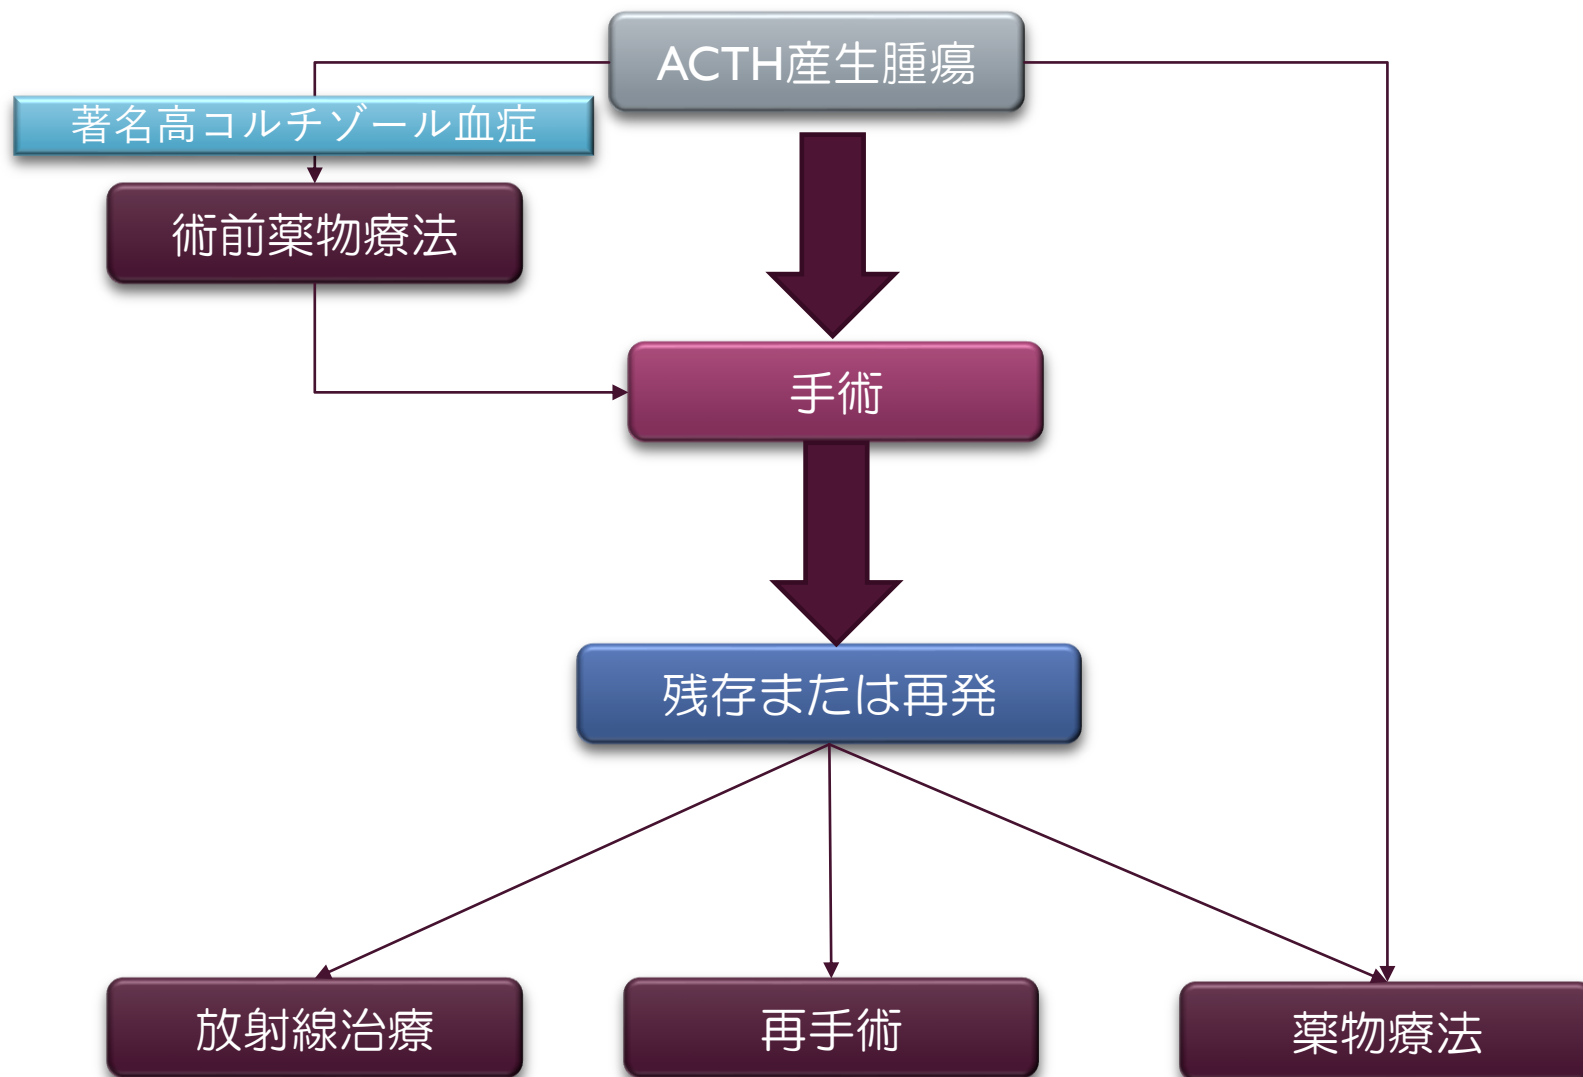 ACTH産生腫瘍
著名高コルチゾール血症
術前薬物療法
手術
残存または再発
放射線治療
再手術
薬物療法